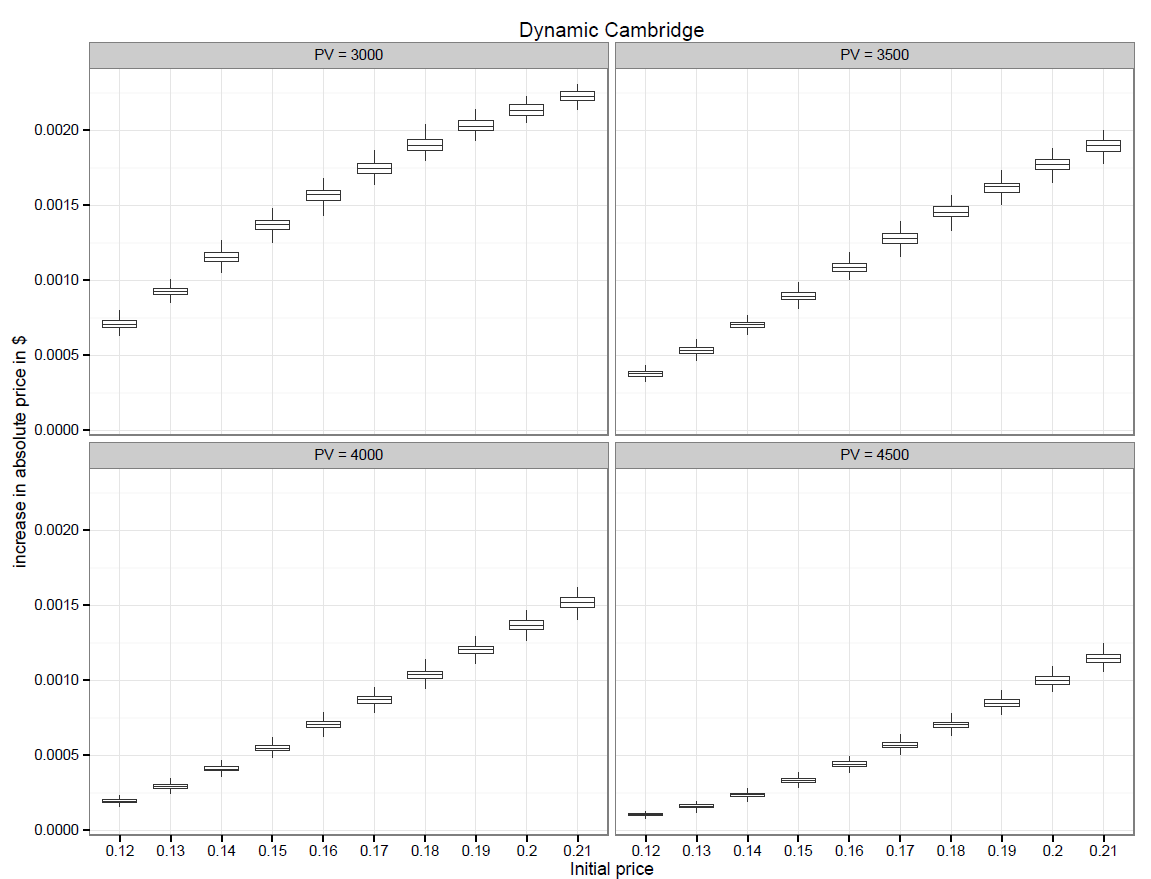 Dynamic Cambridge
PV = 3000
PV = 3500
0.0020
0.0015
0.0010
0.0005
0.0000
increase in absolute price in $
PV = 4000
PV = 4500
0.0020
0.0015
0.0010
0.0005
0.0000
0.12 0.13 0.14 0.15 0.16 0.17 0.18 0.19 0.2 0.21
0.12 0.13 0.14 0.15 0.16 0.17 0.18 0.19 0.2 0.21
Initial price